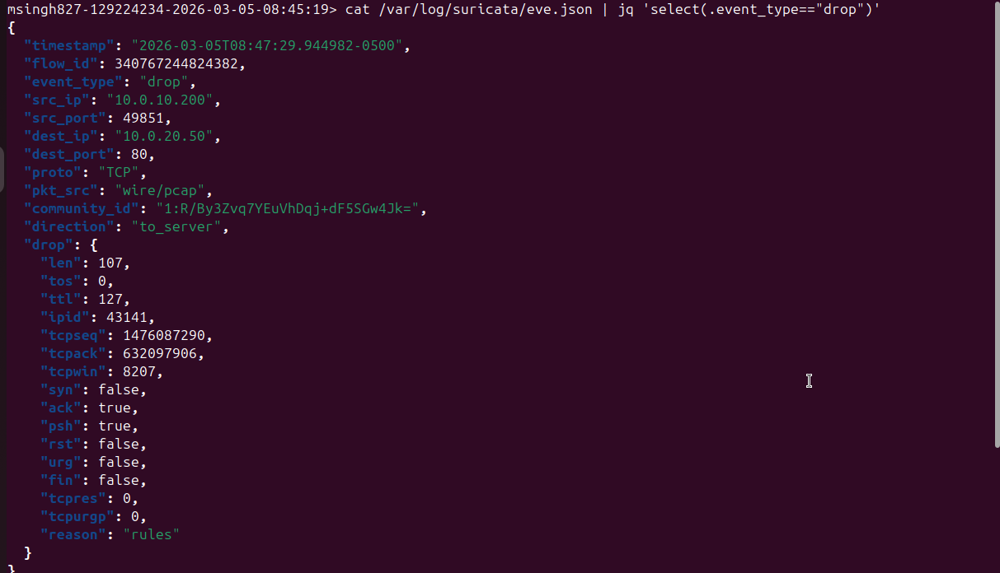 msingh827-129224234-2026-03-05-08:45:19> cat /var/log/suricata/eve.json | jq 'select(.event_type=="drop")'
{
  "timestamp": "2026-03-05T08:47:29.944982-0500",
  "flow_id": 340767244824382,
  "event_type": "drop",
  "src_ip": "10.0.10.200",
  "src_port": 49851,
  "dest_ip": "10.0.20.50",
  "dest_port": 80,
  "proto": "TCP",
  "pkt_src": "wire/pcap",
  "community_id": "1:R/By3Zvq7YEuVhDqj+dF5SGw4Jk=",
  "direction": "to_server",
  "drop": {
    "len": 107,
    "tos": 0,
    "ttl": 127,
    "ipid": 43141,
    "tcpseq": 1476087290,
    "tcpack": 632097906,
    "tcpwin": 8207,
    "syn": false,
    "ack": true,
    "psh": true,
    "rst": false,
    "urg": false,
    "fin": false,
    "tcpres": 0,
    "tcpurgp": 0,
    "reason": "rules"
  }
}